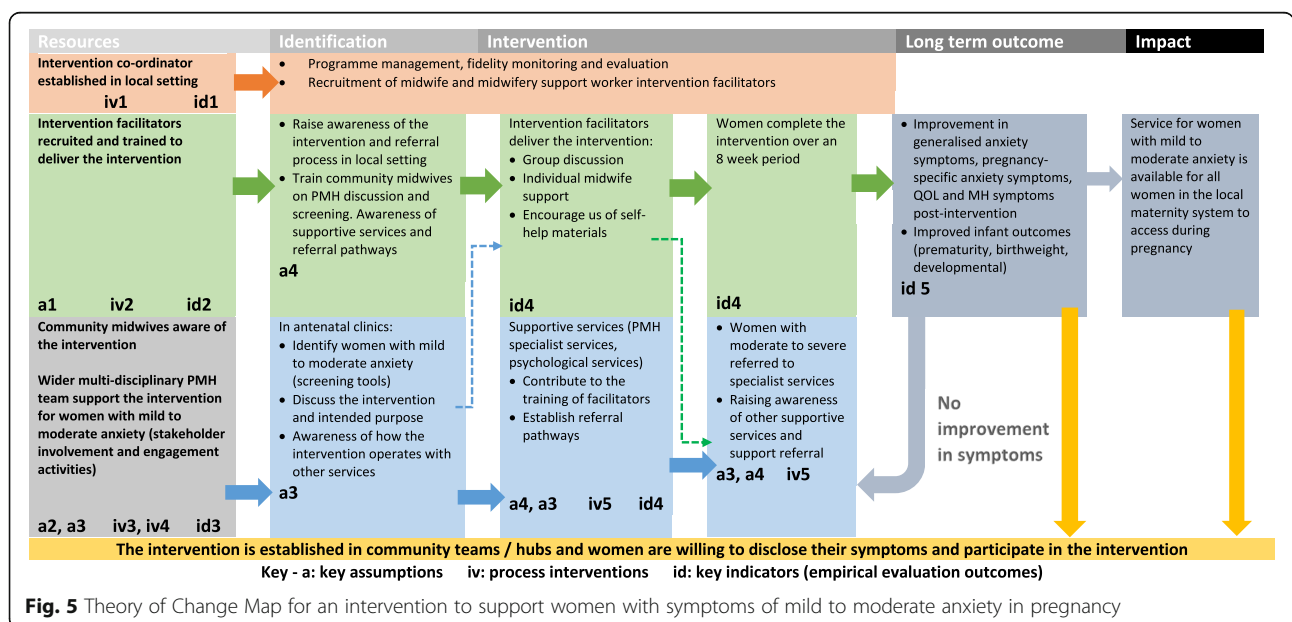 Resources
Identification
Intervention
Long term outcome
Impact
Intervention co-ordinator
established in local setting
iv1 id1
• Programme management, fidelity monitoring and evaluation
• Recruitment of midwife and midwifery support worker intervention facilitators
Intervention facilitators
recruited and trained to
deliver the intervention
a1 iv2 id2
• Raise awareness of the
intervention and referral
process in local setting
• Train community midwives
on PMH discussion and
screening. Awareness of
supportive services and
referral pathways
a4
Intervention facilitators
deliver the intervention:
• Group discussion
• Individual midwife
support
• Encourage us of self-
help materials
id4
Women complete the
intervention over an
8 week period
id4
• Improvement in
generalised anxiety
symptoms, pregnancy-
specific anxiety symptoms,
QOL and MH symptoms
post-intervention
• Improved infant outcomes
(prematurity, birthweight,
developmental)
id 5
Service for women
with mild to
moderate anxiety is
available for all
women in the local
maternity system to
access during
pregnancy
Community midwives aware of
the intervention
Wider multi-disciplinary PMH
team support the intervention
for women with mild to
moderate anxiety (stakeholder
involvement and engagement
activities)
a2, a3 iv3, iv4 id3
In antenatal clinics:
• Identify women with mild
to moderate anxiety
(screening tools)
• Discuss the intervention
and intended purpose
• Awareness of how the
intervention operates with
other services
a3
Supportive services (PMH
specialist services,
psychological services)
• Contribute to the
training of facilitators
• Establish referral
pathways
a4, a3 iv5 id4
• Women with
moderate to severe
referred to
specialist services
• Raising awareness
of other supportive
services and
support referral
a3, a4 iv5
No
improvement
in symptoms
The intervention is established in community teams / hubs and women are willing to disclose their symptoms and participate in the intervention
Key - a: key assumptions iv: process interventions id: key indicators (empirical evaluation outcomes)
Fig. 5 Theory of Change Map for an intervention to support women with symptoms of mild to moderate anxiety in pregnancy